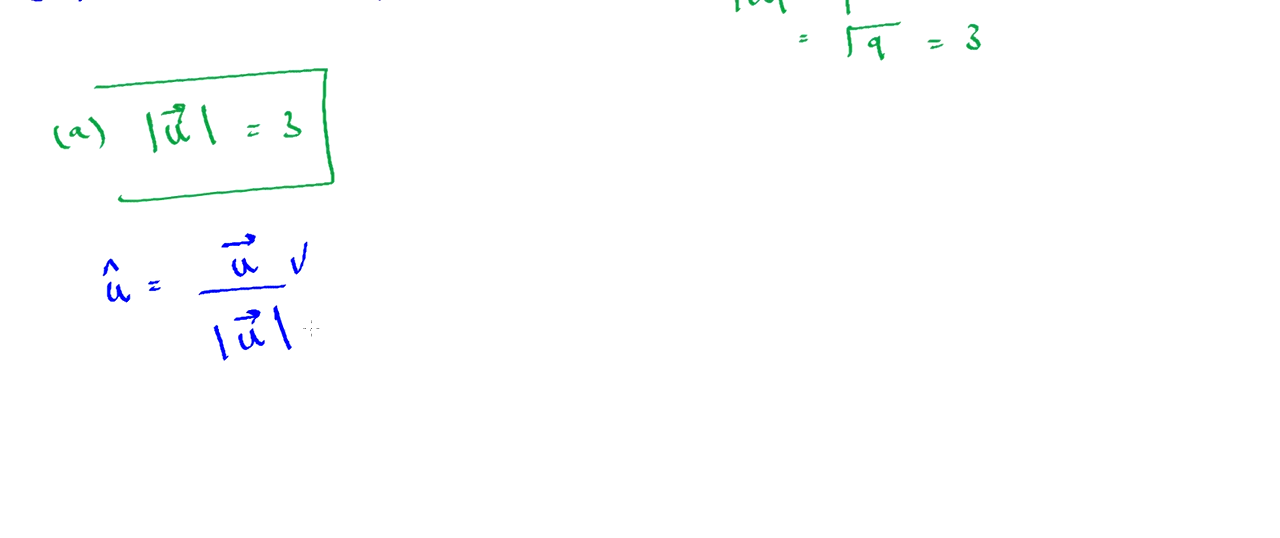 = √9 = 3
(a) |u⃗| = 3
û = u⃗ ✓
|u⃗|